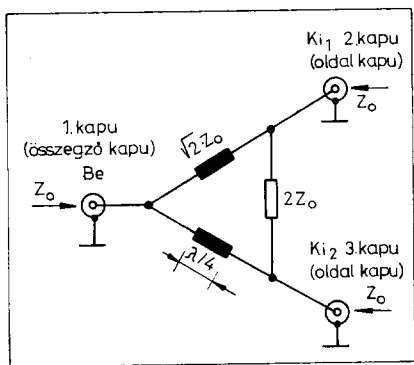 Ki₁ 2.kapu
(oldal kapu)
Z₀
1.kapu
(összegző kapu)
Be
Z₀
√2·Z₀
2Z₀
λ/4
Ki₂ 3.kapu
(oldal kapu)
Z₀